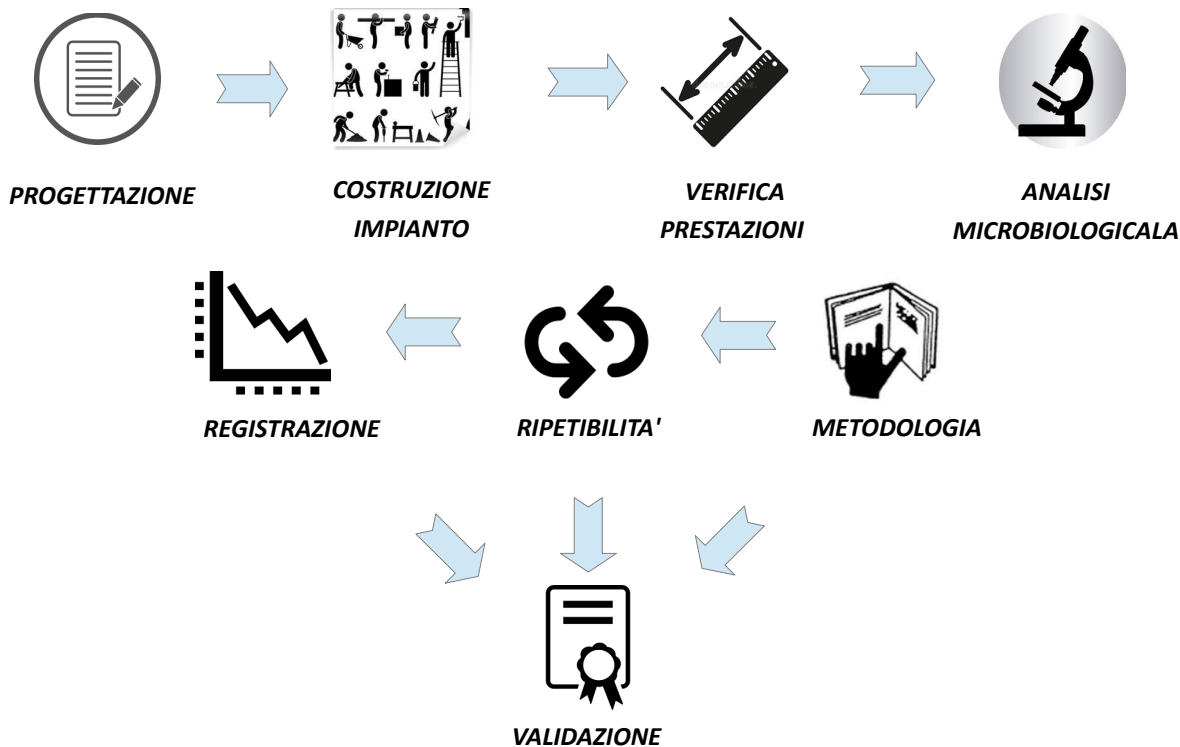 PROGETTAZIONE
COSTRUZIONE
IMPIANTO
VERIFICA
PRESTAZIONI
ANALISI
MICROBIOLOGICALA
REGISTRAZIONE
RIPETIBILITA'
METODOLOGIA
VALIDAZIONE